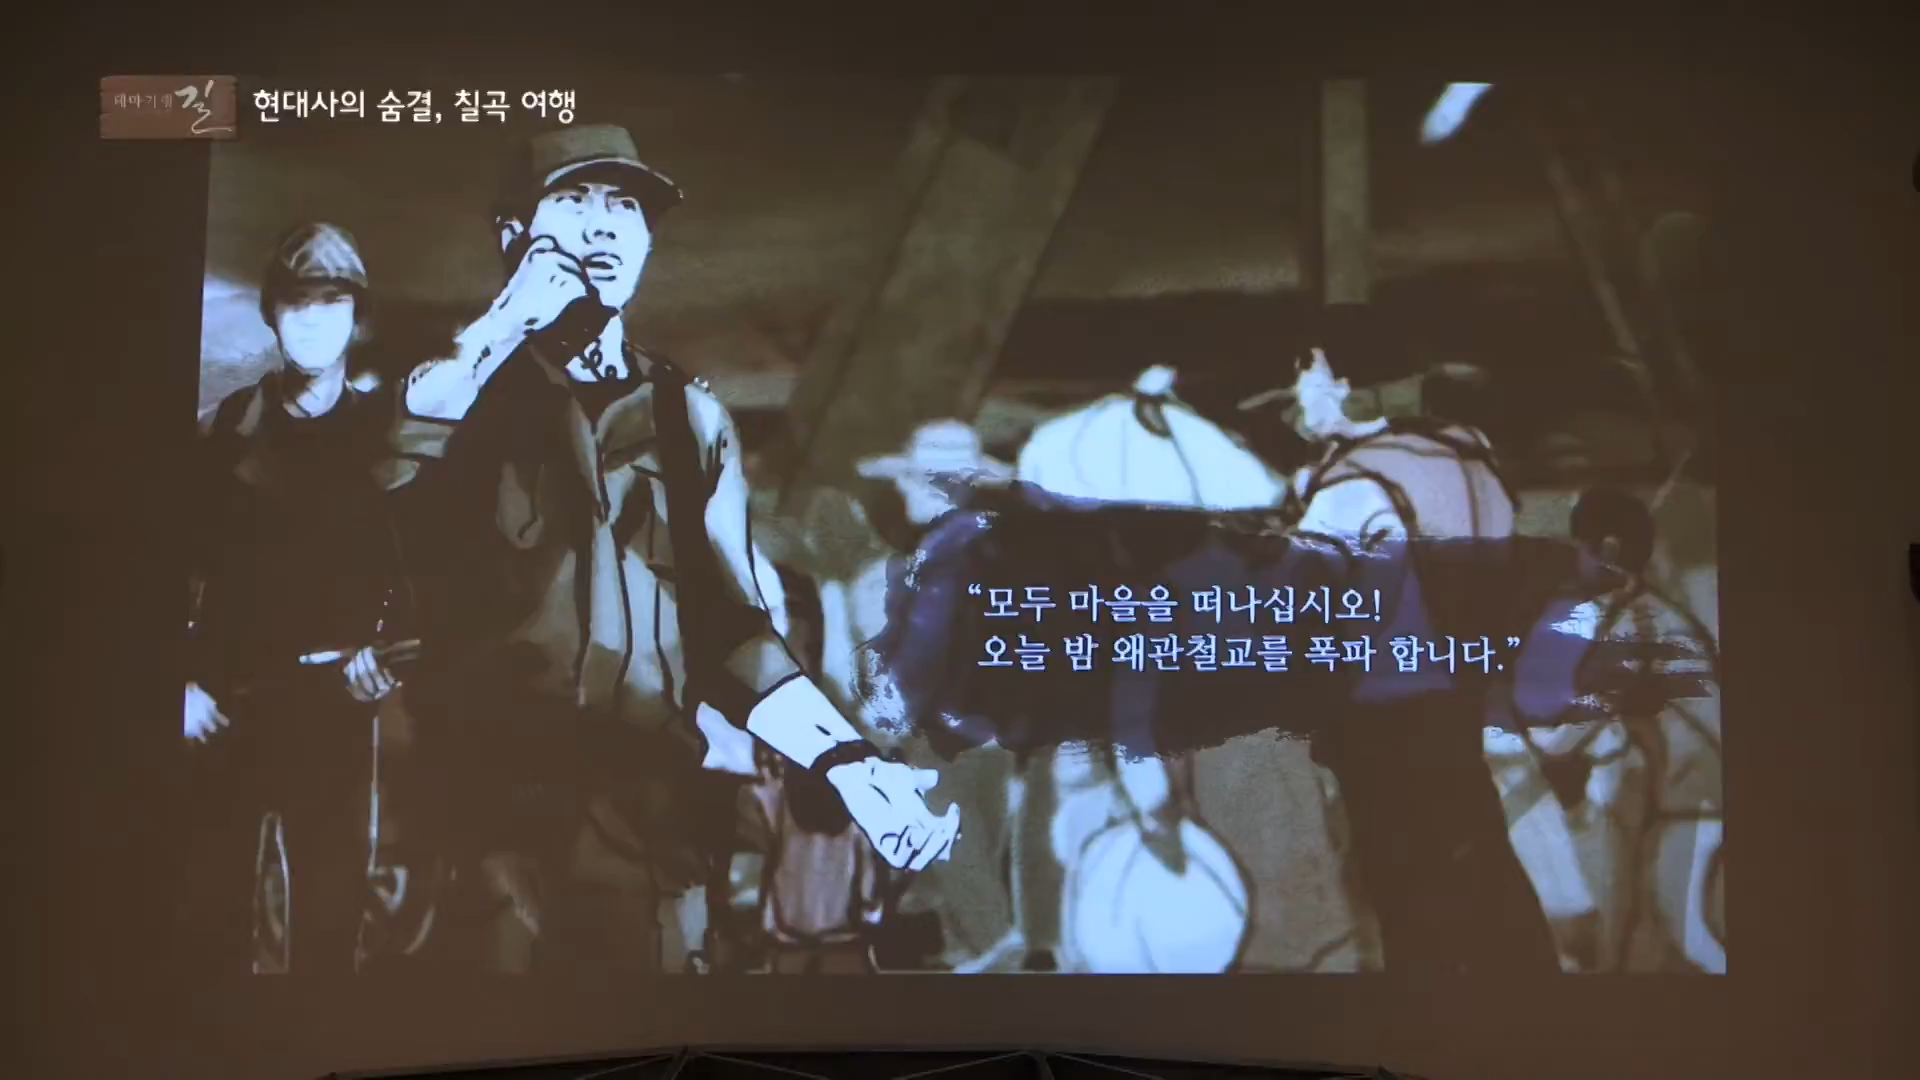 테마기행 길
현대사의 숨결, 칠곡 여행
“모두 마을을 떠나십시오!
오늘 밤 왜관철교를 폭파 합니다.”